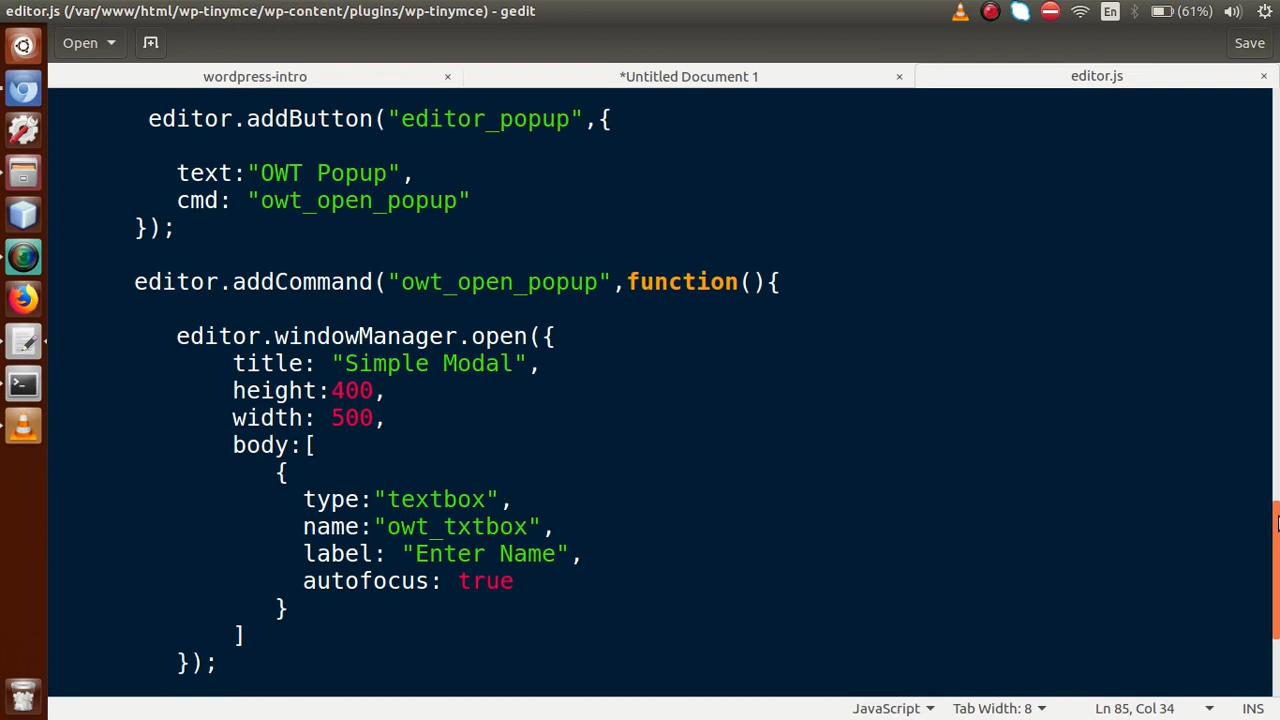 editor.js (/var/www/html/wp-tinymce/wp-content/plugins/wp-tinymce) - gedit
En
(61%)
Open
Save
wordpress-intro
*Untitled Document 1
editor.js
editor.addButton("editor_popup",{
text:"OWT Popup",
cmd: "owt_open_popup"
});
editor.addCommand("owt_open_popup",function(){
editor.windowManager.open({
title: "Simple Modal",
height:400,
width: 500,
body:[
{
type:"textbox",
name:"owt_txtbox",
label: "Enter Name",
autofocus: true
}
]
});
JavaScript
Tab Width: 8
Ln 85, Col 34
INS